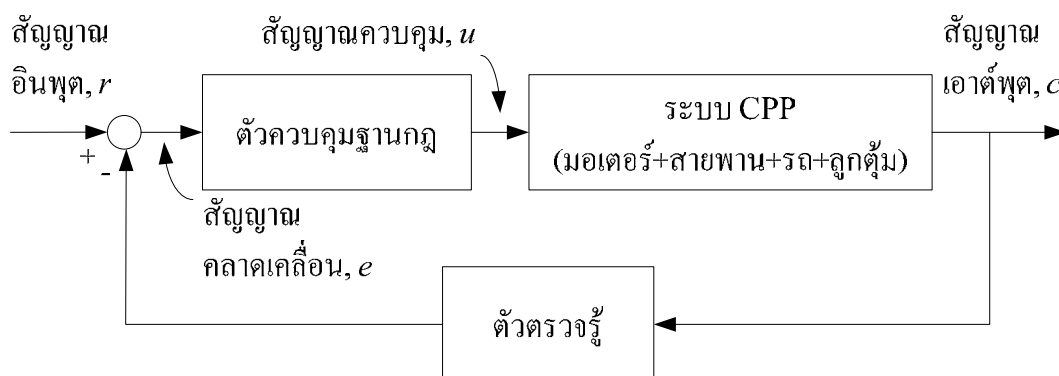 สัญญาณ
อินพุต, r
สัญญาณควบคุม, u
สัญญาณ
เอาต์พุต, c
ตัวควบคุมฐานกฎ
ระบบ CPP
(มอเตอร์+สายพาน+รถ+ลูกตุ้ม)
+
-
สัญญาณ
คลาดเคลื่อน, e
ตัวตรวจรู้